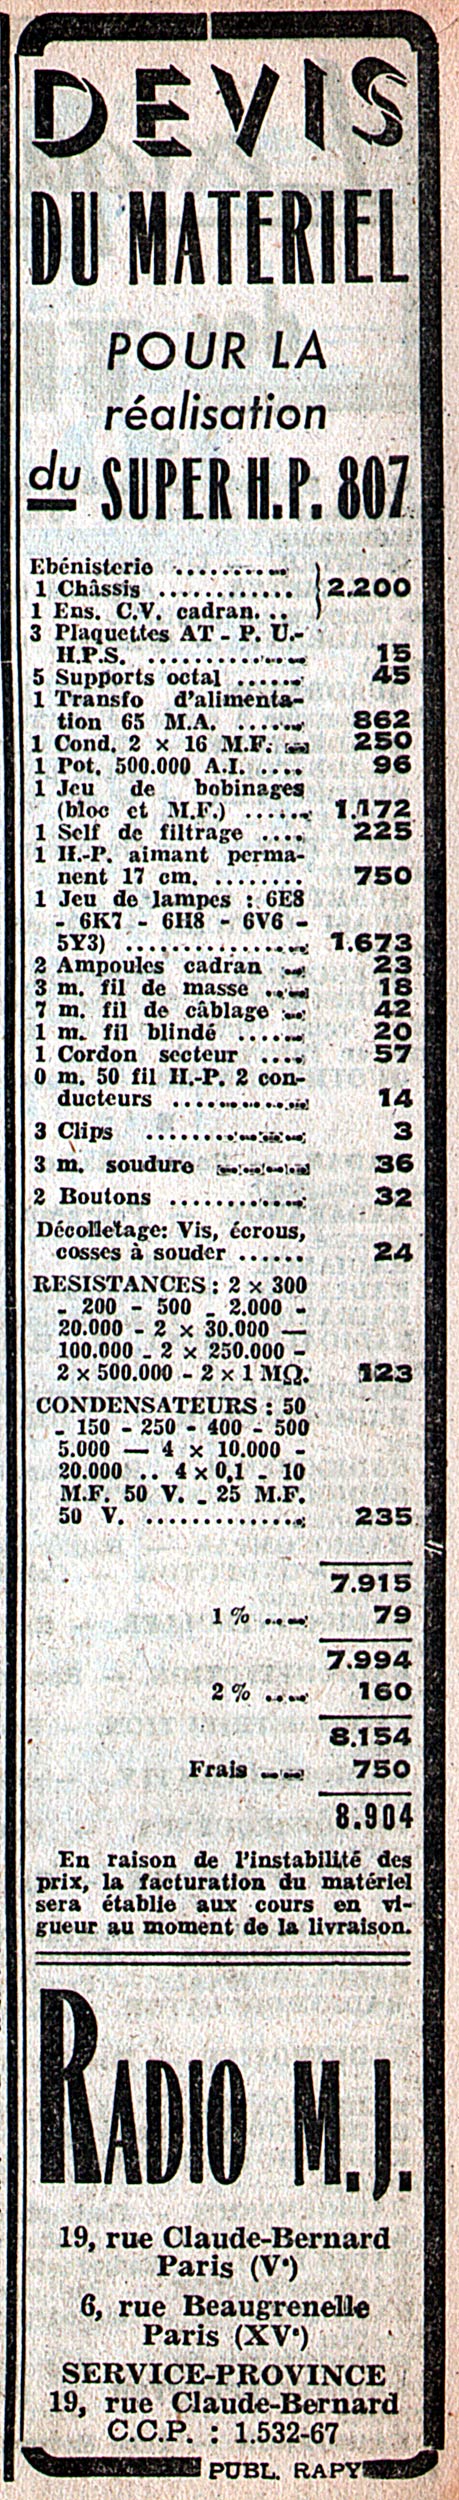 DEVIS
DU MATERIEL
POUR LA
réalisation
du SUPER H.P. 807
Ebénisterie ..........
1 Châssis ............ 2.200
1 Ens. C.V. cadran. ..
3 Plaquettes AT - P. U.-
H.P.S. .............. 15
5 Supports octal ...... 45
1 Transfo d'alimenta-
tion 65 M.A. ...... 862
1 Cond. 2 × 16 M.F. ... 250
1 Pot. 500.000 A.I. .... 96
1 Jeu de bobinages
(bloc et M.F.) ...... 1.172
1 Self de filtrage .... 225
1 H.-P. aimant perma-
nent 17 cm. ........ 750
1 Jeu de lampes : 6E8
- 6K7 - 6H8 - 6V6 -
5Y3) ................ 1.673
2 Ampoules cadran ... 23
3 m. fil de masse ..... 18
7 m. fil de câblage ... 42
1 m. fil blindé ...... 20
1 Cordon secteur .... 57
0 m. 50 fil H.-P. 2 con-
ducteurs ............ 14
3 Clips .............. 3
3 m. soudure ........ 36
2 Boutons ............ 32
Décolletage: Vis, écrous,
cosses à souder ...... 24
RESISTANCES : 2 × 300
- 200 - 500 - 2.000 -
20.000 - 2 × 30.000 —
100.000 - 2 × 250.000 -
2 × 500.000 - 2 × 1 MΩ. 123
CONDENSATEURS : 50
- 150 - 250 - 400 - 500
5.000 — 4 × 10.000 -
20.000 .. 4 × 0,1 - 10
M.F. 50 V. - 25 M.F.
50 V. .............. 235
7.915
1 % ..... 79
7.994
2 % ..... 160
8.154
Frais ..... 750
8.904
En raison de l'instabilité des
prix, la facturation du matériel
sera établie aux cours en vi-
gueur au moment de la livraison.
RADIO M.J.
19, rue Claude-Bernard
Paris (Ve)
6, rue Beaugrenelle
Paris (XVe)
SERVICE-PROVINCE
19, rue Claude-Bernard
C.C.P. : 1.532-67
PUBL. RAPY